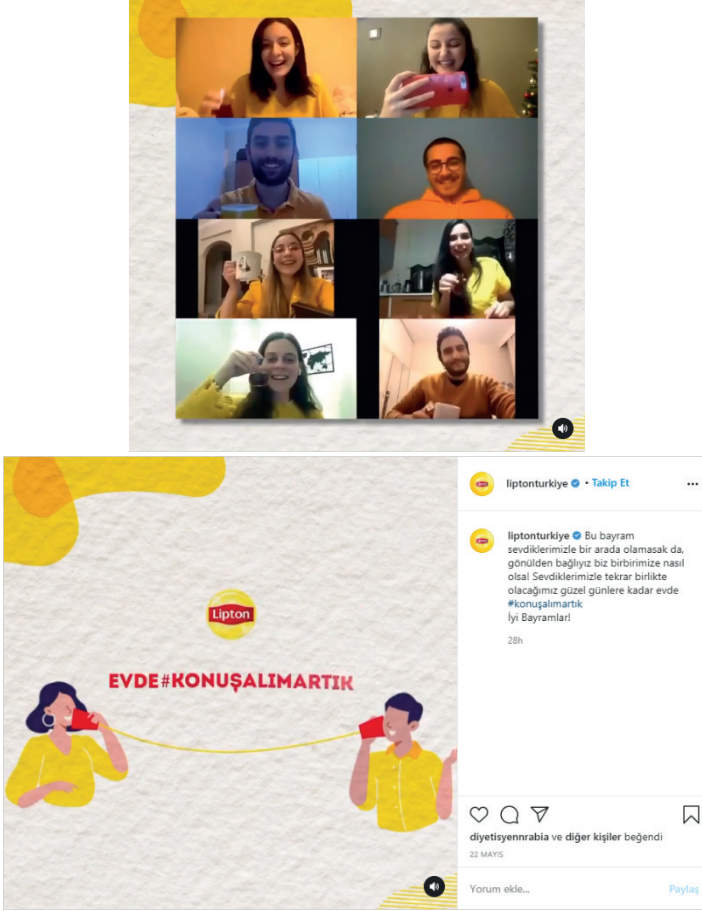 Lipton
EVDE#KONUŞALIMARTIK
liptonturkiye • Takip Et
liptonturkiye Bu bayram
sevdiklerimizle bir arada olamasak da,
gönülden bağlıyız biz birbirimize nasıl
olsa! Sevdiklerimizle tekrar birlikte
olacağımız güzel günlere kadar evde
#konuşalımartık
İyi Bayramlar!
28h
diyetisyennrabia ve diğer kişiler beğendi
22 MAYIS
Yorum ekle...
Paylaş